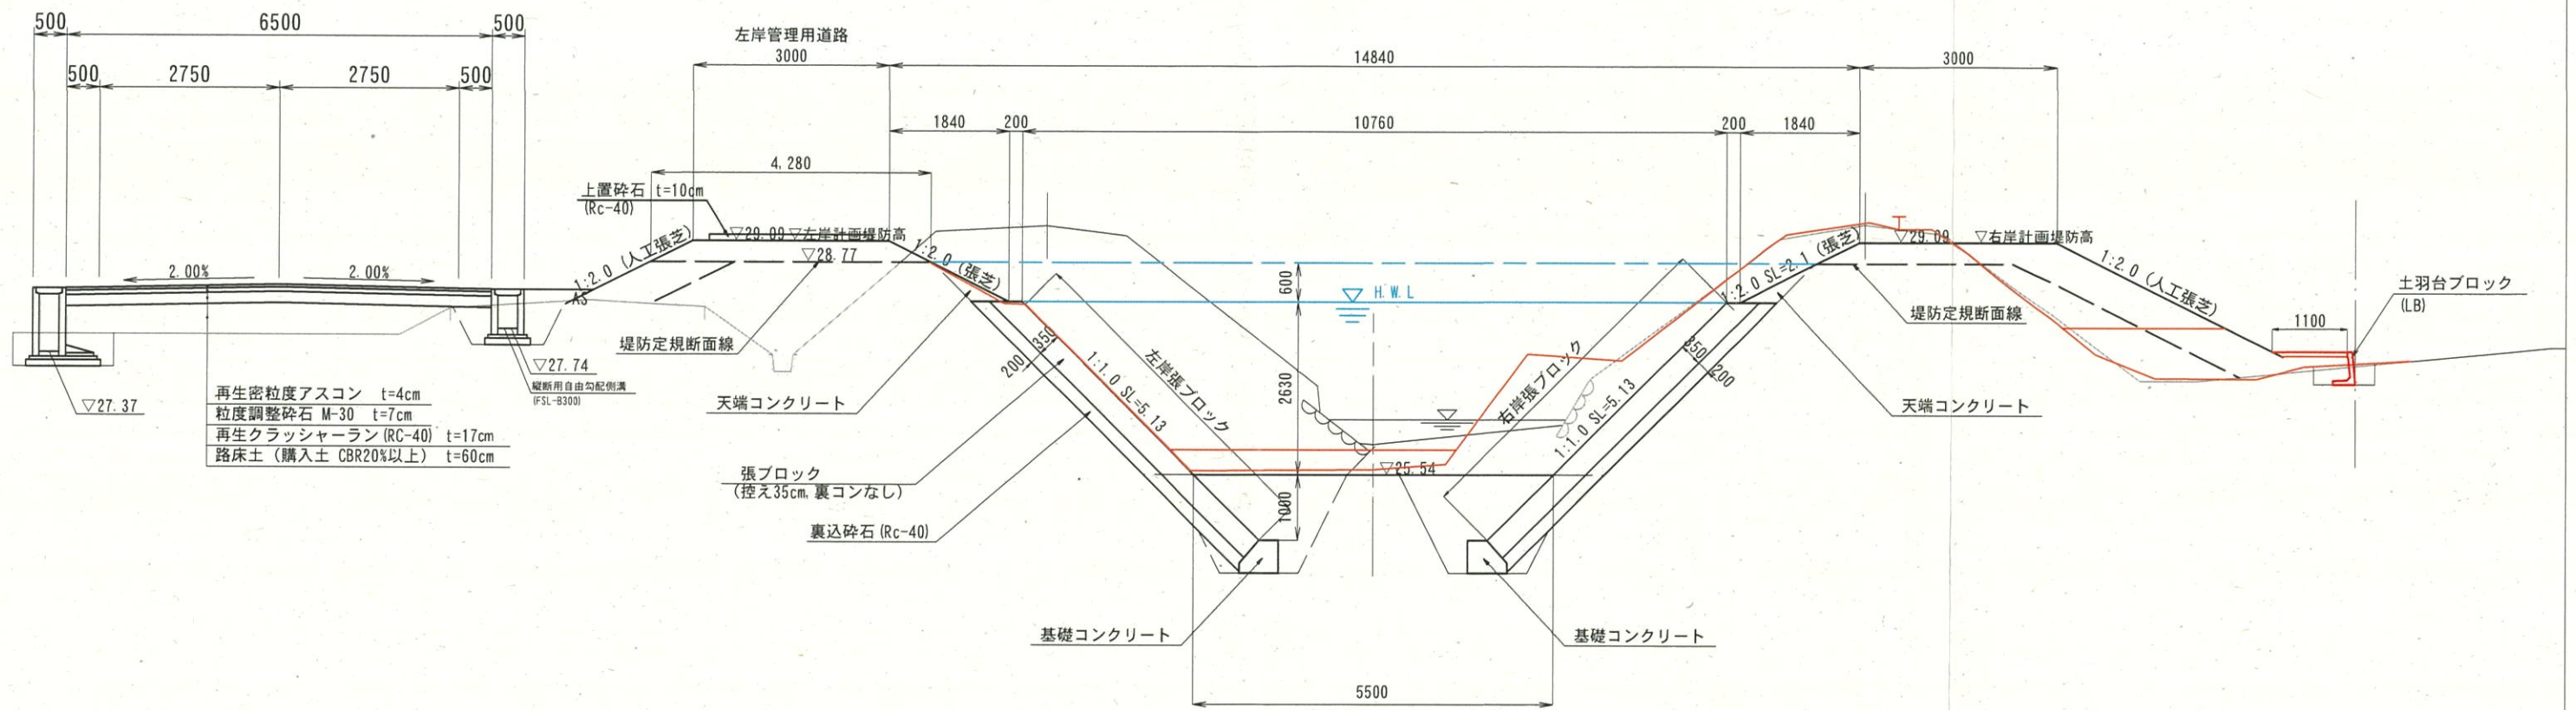 500
6500
500
500
2750
2750
500
左岸管理用道路
3000
14840
3000
1840
200
10760
200
1840
4,280
上置砕石 t=10cm
(Rc-40)
▽29.09 ▽左岸計画堤防高
▽28.77
1:2.0 (人工張芝)
1:2.0 (張芝)
2.00%
2.00%
AS
堤防定規断面線
▽27.74
縦断用自由勾配側溝
(FSL-B300)
▽27.37
再生密粒度アスコン t=4cm
粒度調整砕石 M-30 t=7cm
再生クラッシャーラン(RC-40) t=17cm
路床土 (購入土 CBR20%以上) t=60cm
天端コンクリート
張ブロック
(控え35cm, 裏コンなし)
裏込砕石(Rc-40)
350
200
1:1.0 SL=5.13
左岸張ブロック
600
H.W.L
2630
1000
▽25.54
右岸張ブロック
1:1.0 SL=5.13
350
200
1:2.0 SL=2.1 (張芝)
▽29.09 ▽右岸計画堤防高
1:2.0 (人工張芝)
堤防定規断面線
天端コンクリート
土羽台ブロック
(LB)
1100
基礎コンクリート
基礎コンクリート
5500